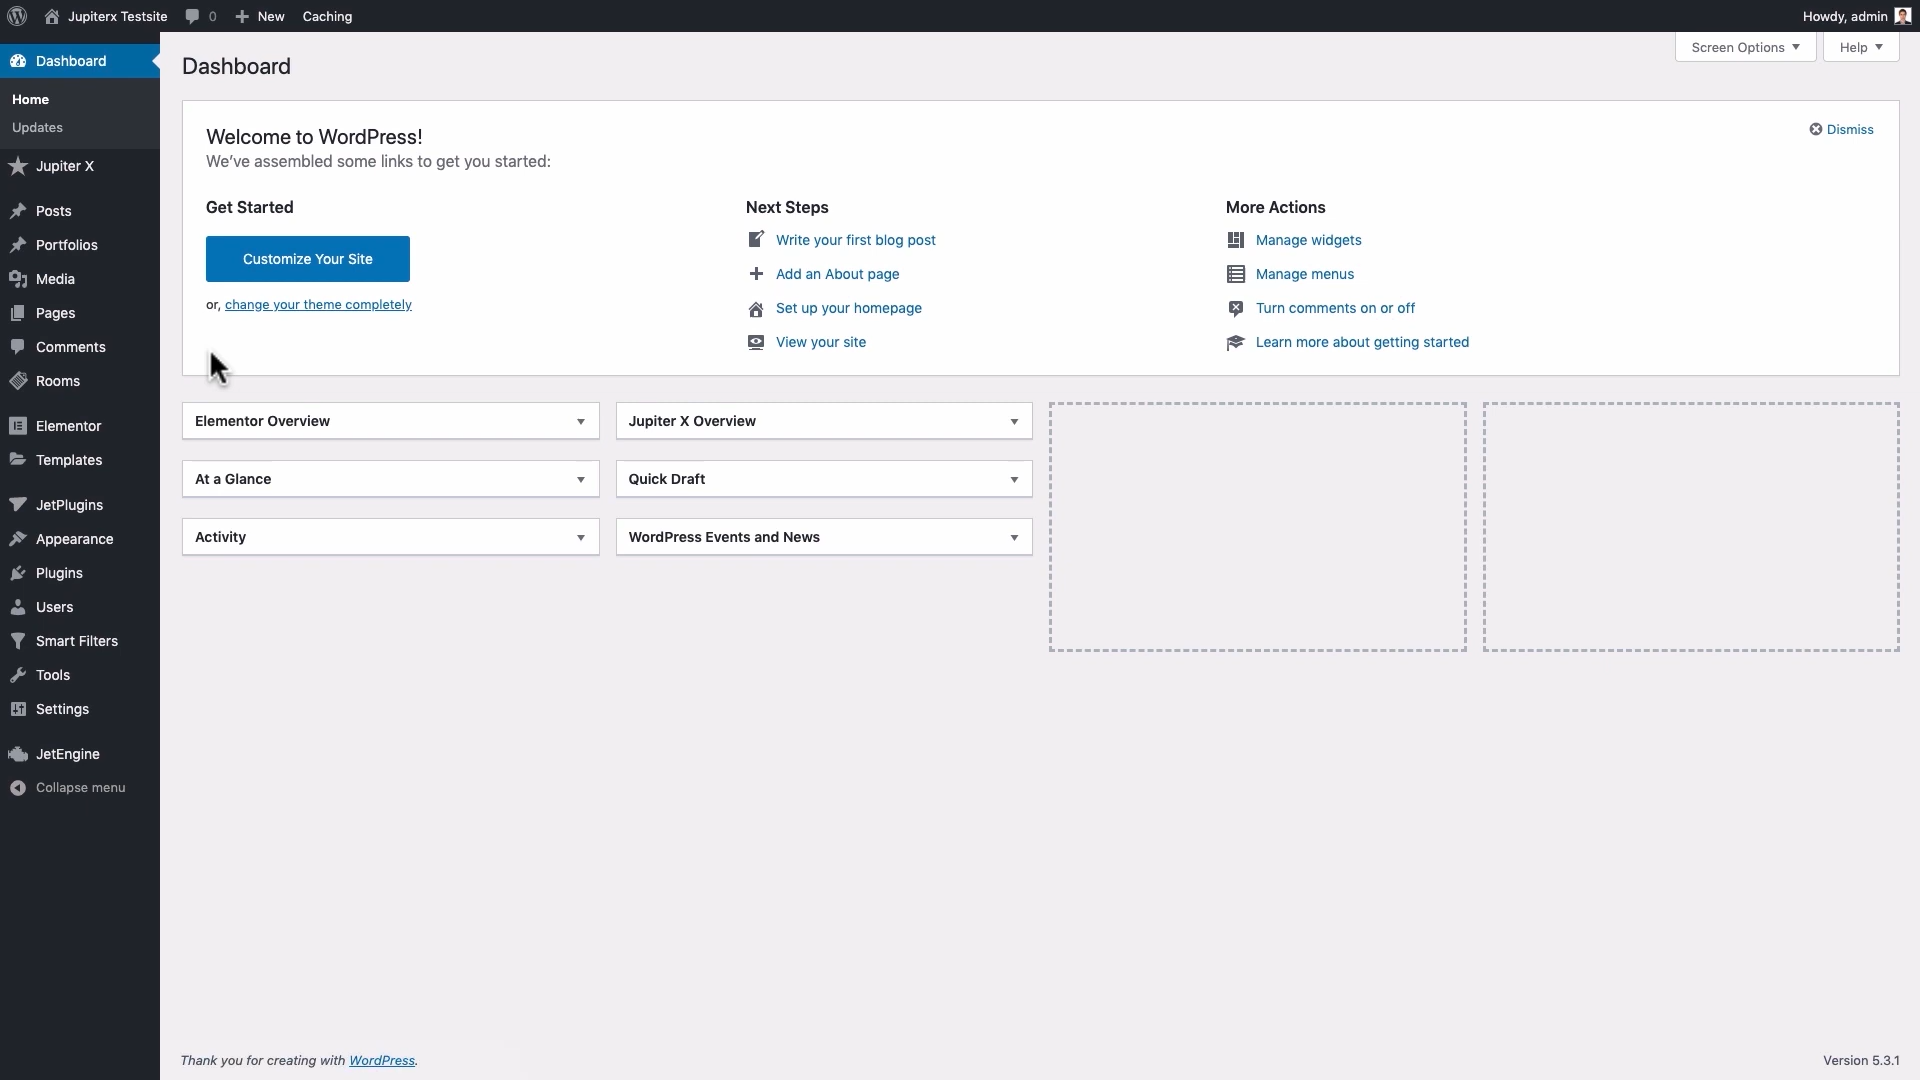 Jupiterx Testsite
0
New
Caching
Howdy, admin
Dashboard
Home
Updates
Jupiter X
Posts
Portfolios
Media
Pages
Comments
Rooms
Elementor
Templates
JetPlugins
Appearance
Plugins
Users
Smart Filters
Tools
Settings
JetEngine
Collapse menu
Screen Options
Help
Dashboard
Welcome to WordPress!
We've assembled some links to get you started:
Dismiss
Get Started
Customize Your Site
or, change your theme completely
Next Steps
Write your first blog post
Add an About page
Set up your homepage
View your site
More Actions
Manage widgets
Manage menus
Turn comments on or off
Learn more about getting started
Elementor Overview
At a Glance
Activity
Jupiter X Overview
Quick Draft
WordPress Events and News
Thank you for creating with WordPress.
Version 5.3.1